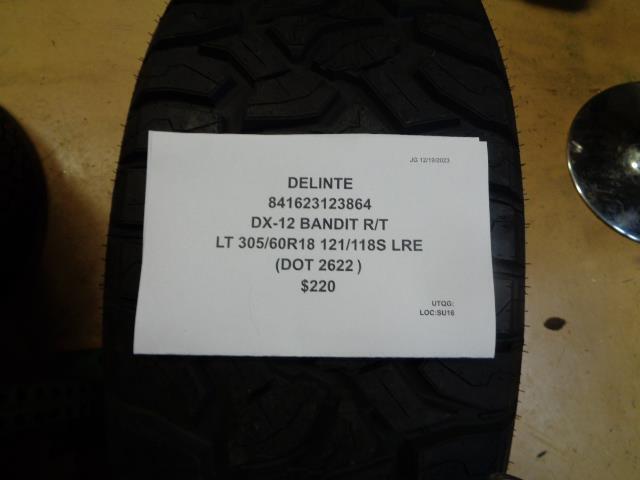 JG 12/19/2023
DELINTE
841623123864
DX-12 BANDIT R/T
LT 305/60R18 121/118S LRE
(DOT 2622 )
$220
UTQG:
LOC:SU16